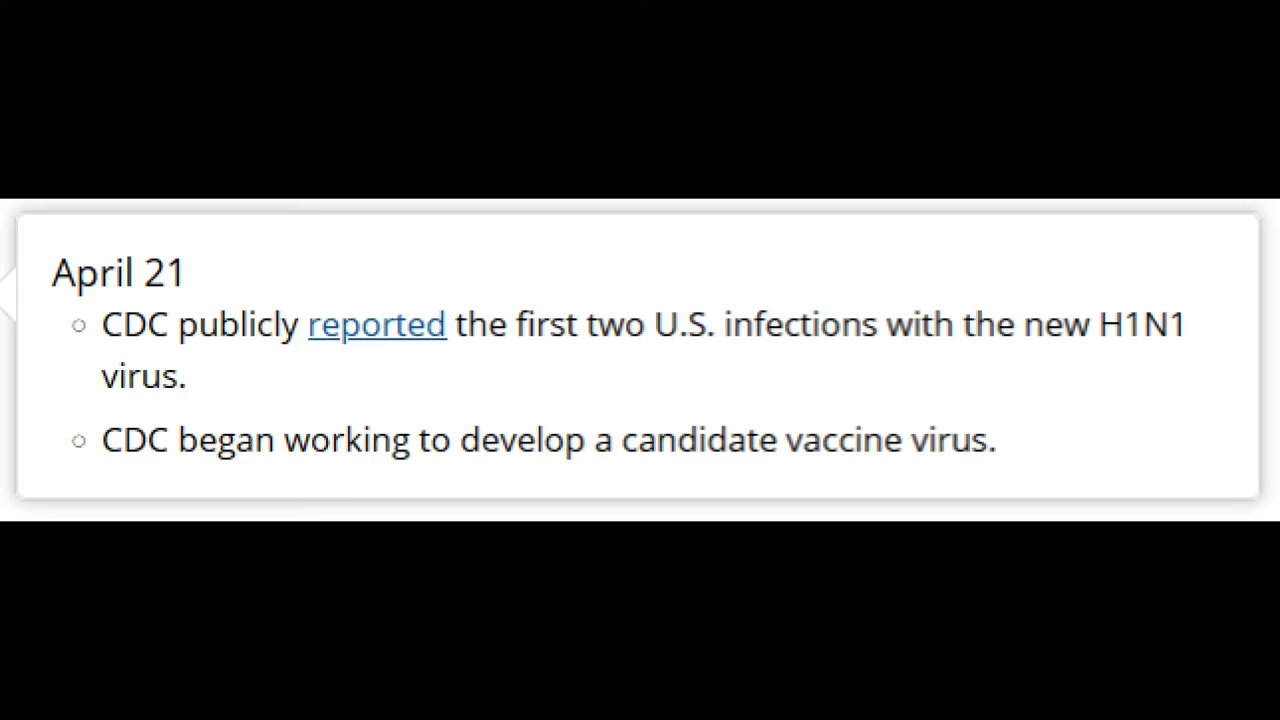 April 21
CDC publicly reported the first two U.S. infections with the new H1N1
virus.
CDC began working to develop a candidate vaccine virus.